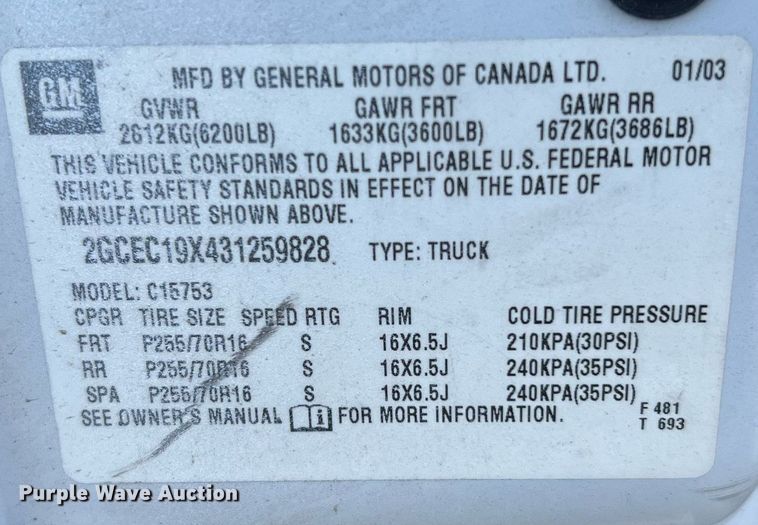 GM
MFD BY GENERAL MOTORS OF CANADA LTD. 01/03
GVWR GAWR FRT GAWR RR
2612KG(6200LB) 1633KG(3600LB) 1672KG(3686LB)
THIS VEHICLE CONFORMS TO ALL APPLICABLE U.S. FEDERAL MOTOR
VEHICLE SAFETY STANDARDS IN EFFECT ON THE DATE OF
MANUFACTURE SHOWN ABOVE.
2GCEC19X431259828 TYPE: TRUCK
MODEL: C15753
CPGR TIRE SIZE SPEED RTG RIM COLD TIRE PRESSURE
FRT P255/70R16 S 16X6.5J 210KPA(30PSI)
RR P255/70R16 S 16X6.5J 240KPA(35PSI)
SPA P255/70R16 S 16X6.5J 240KPA(35PSI)
SEE OWNER'S MANUAL i FOR MORE INFORMATION.
F 481
T 693
Purple Wave Auction